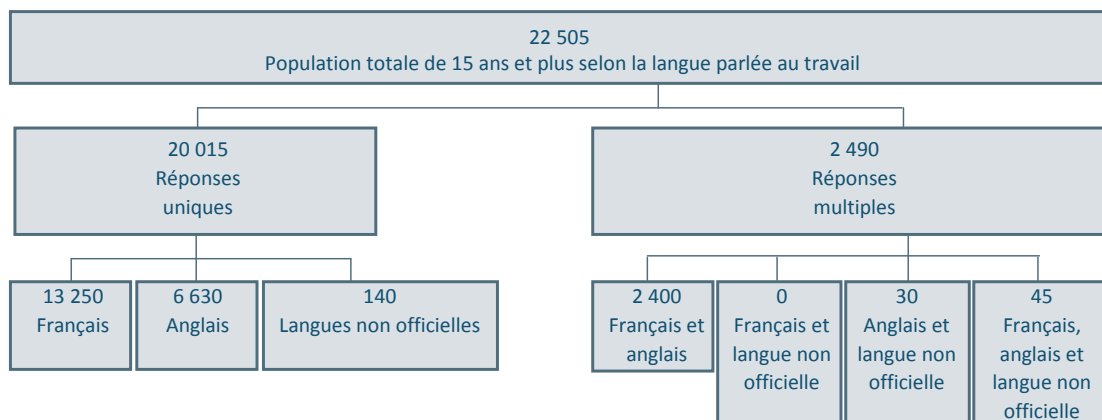 22 505
Population totale de 15 ans et plus selon la langue parlée au travail
20 015
Réponses
uniques
2 490
Réponses
multiples
13 250
Français
6 630
Anglais
140
Langues non officielles
2 400
Français et
anglais
0
Français et
langue non
officielle
30
Anglais et
langue non
officielle
45
Français,
anglais et
langue non
officielle